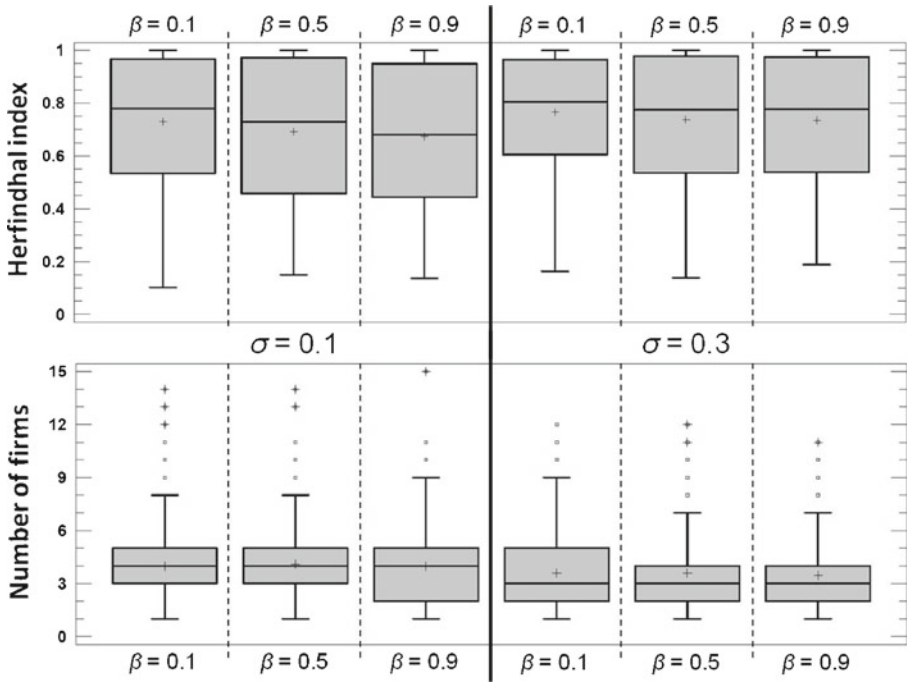 β = 0.1 β = 0.5 β = 0.9 β = 0.1 β = 0.5 β = 0.9
Herfindhal index
1
0.8
0.6
0.4
0.2
0
σ = 0.1 σ = 0.3
Number of firms
15
12
9
6
3
0
β = 0.1 β = 0.5 β = 0.9 β = 0.1 β = 0.5 β = 0.9